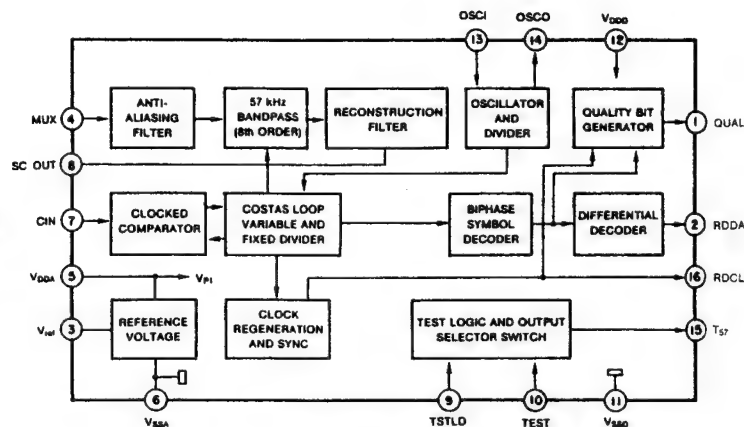 OSCI
OSCO
VDDD
13
14
12
MUX
4
ANTI-
ALIASING
FILTER
57 kHz
BANDPASS
(8th ORDER)
RECONSTRUCTION
FILTER
OSCILLATOR
AND
DIVIDER
QUALITY BIT
GENERATOR
1
QUAL
SC OUT
8
CIN
7
CLOCKED
COMPARATOR
COSTAS LOOP
VARIABLE AND
FIXED DIVIDER
BIPHASE
SYMBOL
DECODER
DIFFERENTIAL
DECODER
2
RDDA
VDDA
5
VP1
16
RDCL
Vref
3
REFERENCE
VOLTAGE
CLOCK
REGENERATION
AND SYNC
TEST LOGIC AND OUTPUT
SELECTOR SWITCH
15
T57
6
9
10
11
VSSA
TSTLD
TEST
VSSD